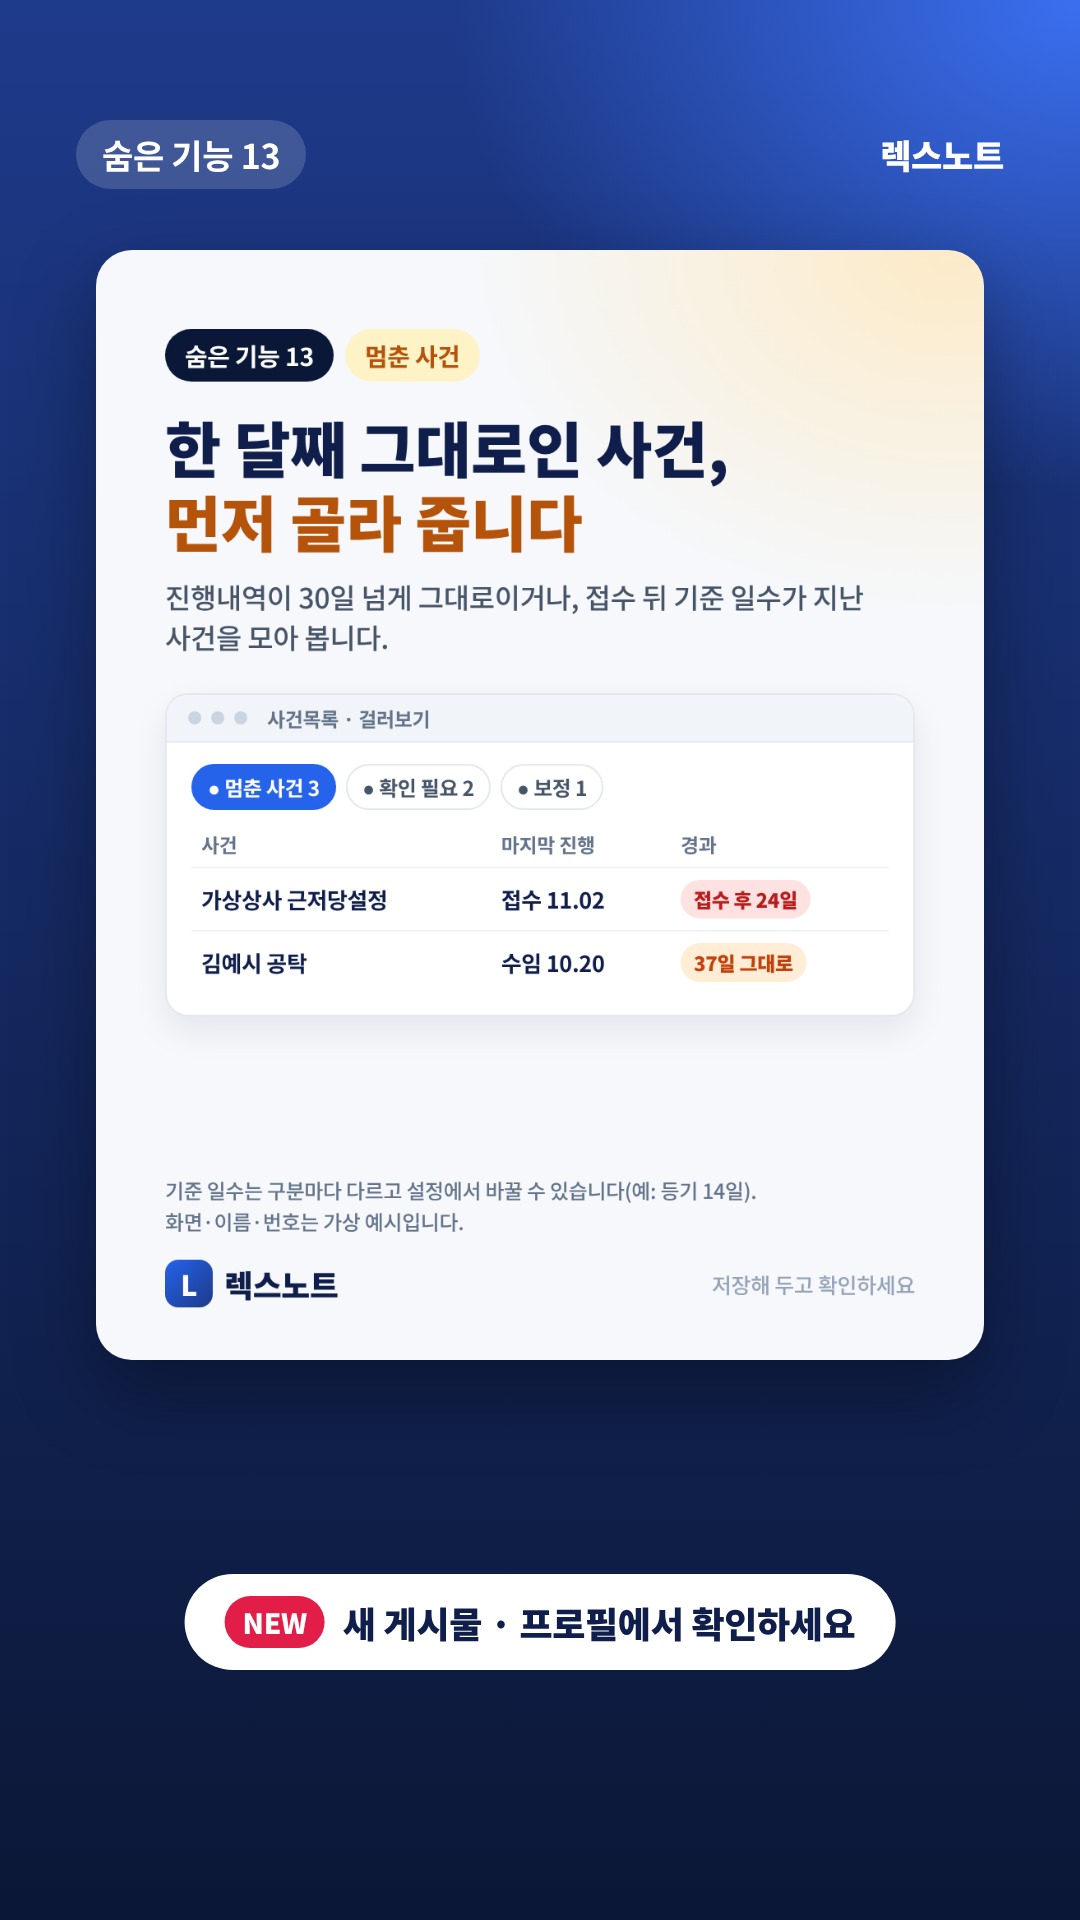 숨은 기능 13
렉스노트
숨은 기능 13
멈춘 사건
한 달째 그대로인 사건,
먼저 골라 줍니다
진행내역이 30일 넘게 그대로이거나, 접수 뒤 기준 일수가 지난
사건을 모아 봅니다.
사건목록 · 걸러보기
● 멈춘 사건 3
● 확인 필요 2
● 보정 1
사건 마지막 진행 경과
가상상사 근저당설정 접수 11.02 접수 후 24일
김예시 공탁 수임 10.20 37일 그대로
기준 일수는 구분마다 다르고 설정에서 바꿀 수 있습니다(예: 등기 14일).
화면·이름·번호는 가상 예시입니다.
L 렉스노트
저장해 두고 확인하세요
NEW 새 게시물 · 프로필에서 확인하세요